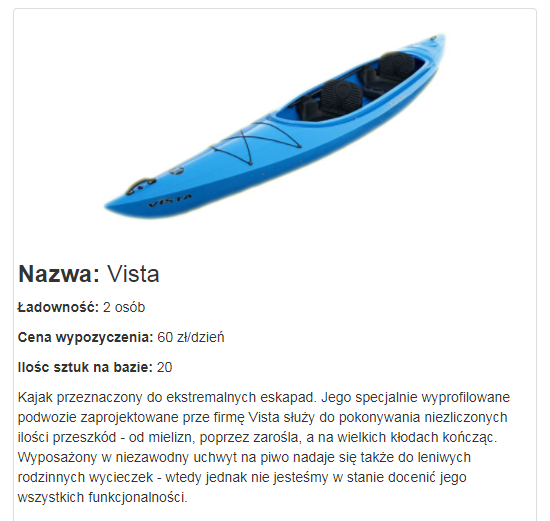 VISTA
Nazwa: Vista
Ładowność: 2 osób
Cena wypozyczenia: 60 zł/dzień
Ilośc sztuk na bazie: 20
Kajak przeznaczony do ekstremalnych eskapad. Jego specjalnie wyprofilowane
podwozie zaprojektowane prze firmę Vista służy do pokonywania niezliczonych
ilości przeszkód - od mielizn, poprzez zarośla, a na wielkich kłodach kończąc.
Wyposażony w niezawodny uchwyt na piwo nadaje się także do leniwych
rodzinnych wycieczek - wtedy jednak nie jesteśmy w stanie docenić jego
wszystkich funkcjonalności.